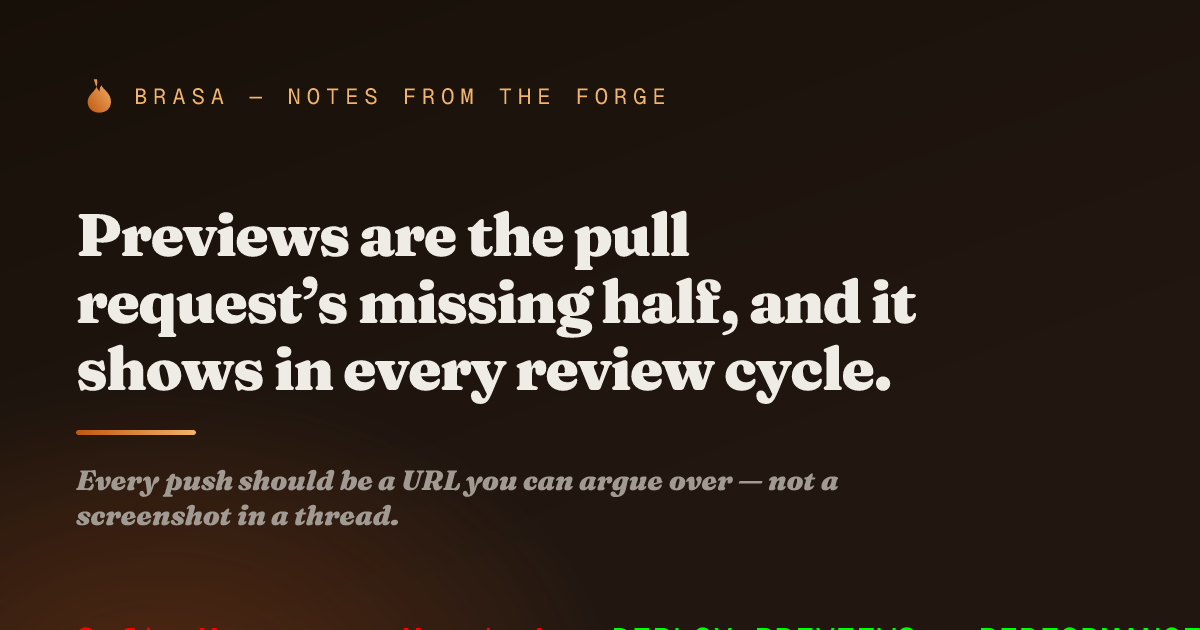 BRASA — NOTES FROM THE FORGE
Previews are the pull
request’s missing half, and it
shows in every review cycle.
Every push should be a URL you can argue over — not a
screenshot in a thread.